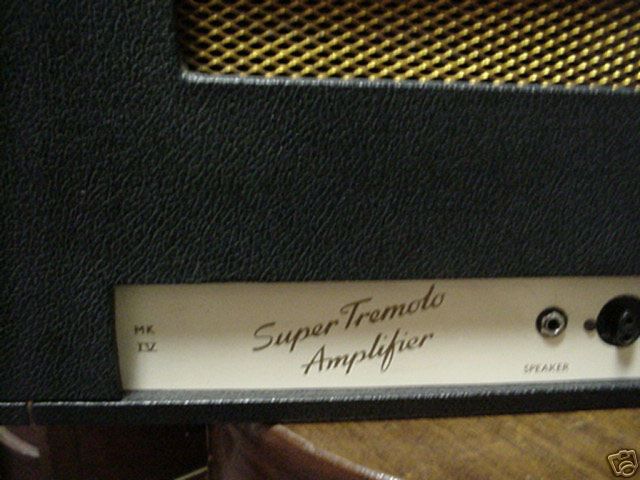 MK
IV
Super Tremolo
Amplifier
SPEAKER